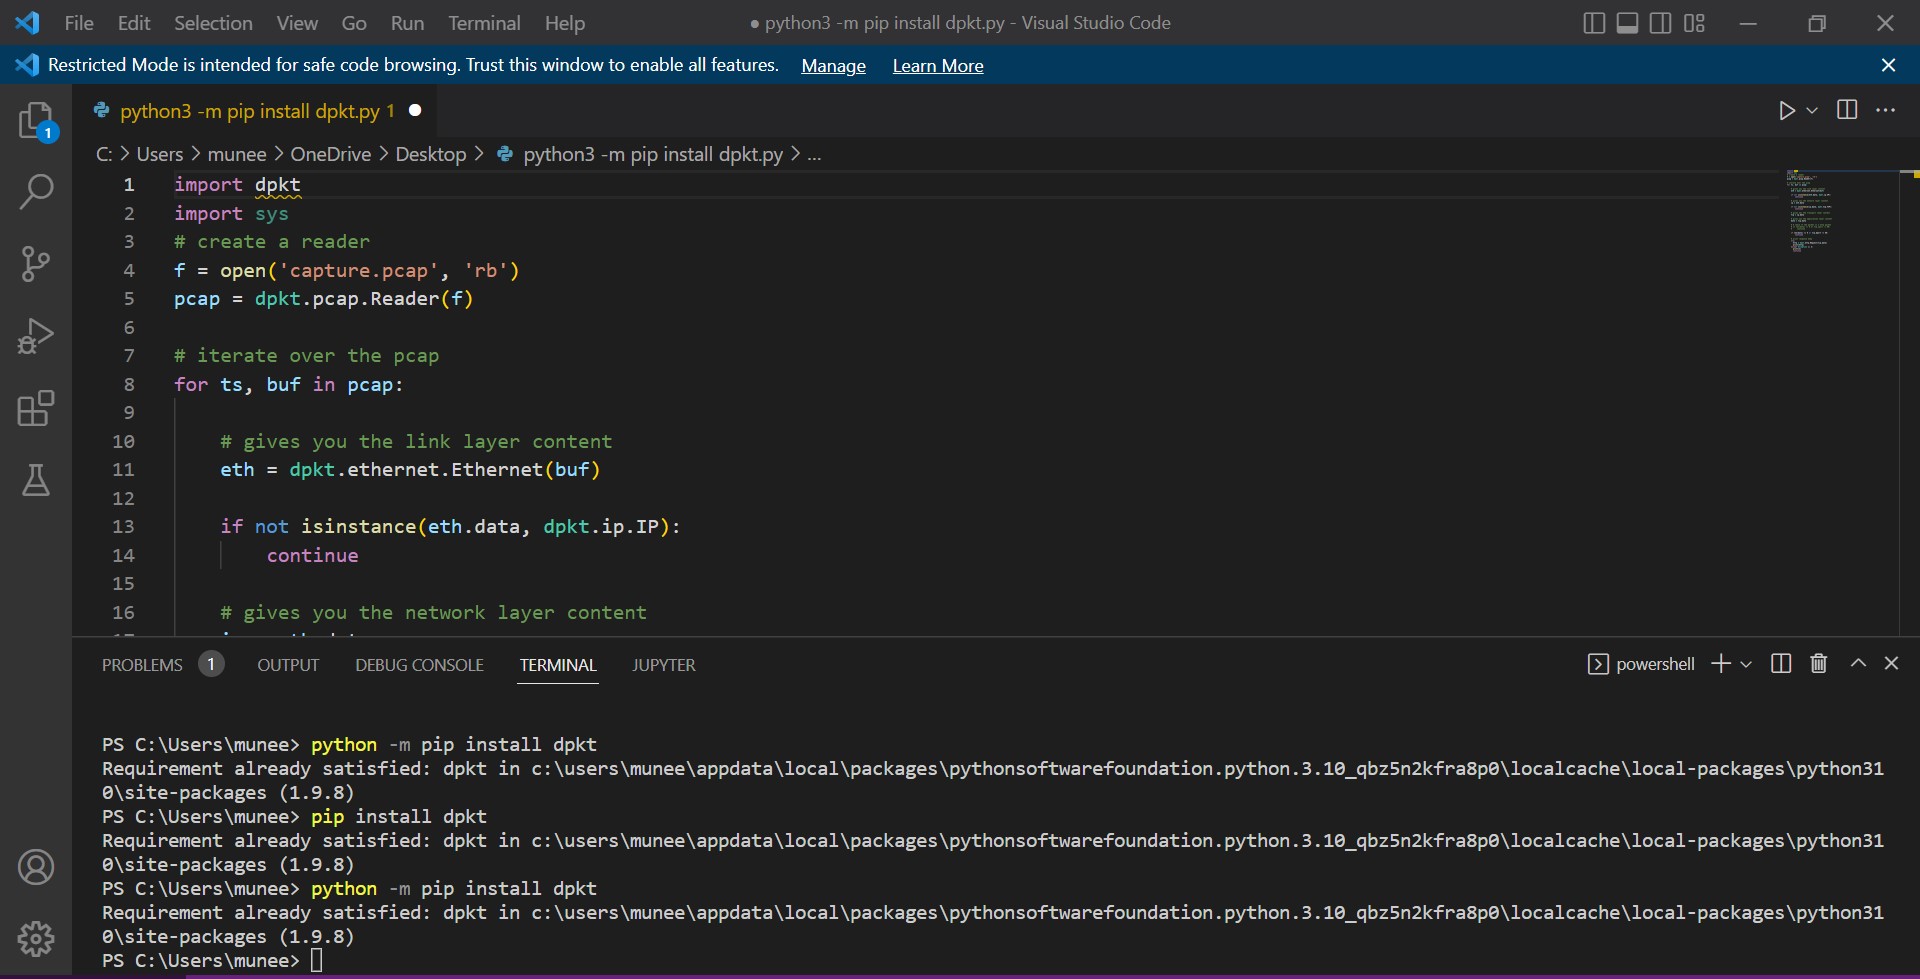 File Edit Selection View Go Run Terminal Help ● python3 -m pip install dpkt.py - Visual Studio Code
Restricted Mode is intended for safe code browsing. Trust this window to enable all features. Manage Learn More
python3 -m pip install dpkt.py 1
1
C: > Users > munee > OneDrive > Desktop > python3 -m pip install dpkt.py > ...
1 import dpkt
2 import sys
3 # create a reader
4 f = open('capture.pcap', 'rb')
5 pcap = dpkt.pcap.Reader(f)
6
7 # iterate over the pcap
8 for ts, buf in pcap:
9
10 # gives you the link layer content
11 eth = dpkt.ethernet.Ethernet(buf)
12
13 if not isinstance(eth.data, dpkt.ip.IP):
14 continue
15
16 # gives you the network layer content
PROBLEMS 1 OUTPUT DEBUG CONSOLE TERMINAL JUPYTER powershell
PS C:\Users\munee> python -m pip install dpkt
Requirement already satisfied: dpkt in c:\users\munee\appdata\local\packages\pythonsoftwarefoundation.python.3.10_qbz5n2kfra8p0\localcache\local-packages\python31
0\site-packages (1.9.8)
PS C:\Users\munee> pip install dpkt
Requirement already satisfied: dpkt in c:\users\munee\appdata\local\packages\pythonsoftwarefoundation.python.3.10_qbz5n2kfra8p0\localcache\local-packages\python31
0\site-packages (1.9.8)
PS C:\Users\munee> python -m pip install dpkt
Requirement already satisfied: dpkt in c:\users\munee\appdata\local\packages\pythonsoftwarefoundation.python.3.10_qbz5n2kfra8p0\localcache\local-packages\python31
0\site-packages (1.9.8)
PS C:\Users\munee>